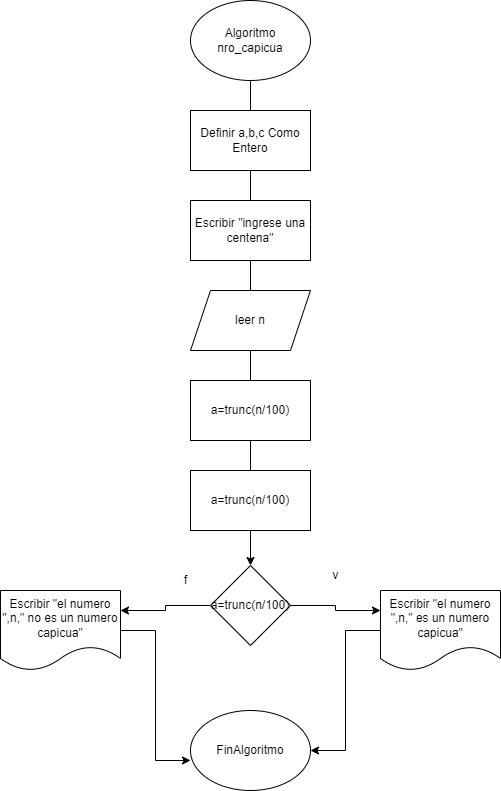 Algoritmo
nro_capicua
Definir a,b,c Como
Entero
Escribir "ingrese una
centena"
leer n
a=trunc(n/100)
a=trunc(n/100)
f
v
a=trunc(n/100)
Escribir "el numero
",n," no es un numero
capicua"
Escribir "el numero
",n," es un numero
capicua"
FinAlgoritmo